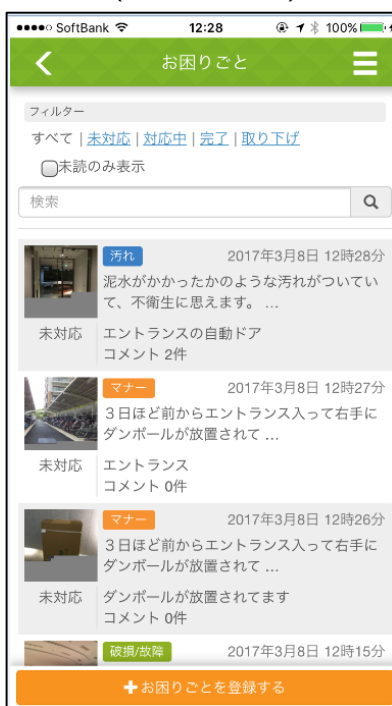 SoftBank 12:28 100%
お困りごと
フィルター
すべて | 未対応 | 対応中 | 完了 | 取り下げ
未読のみ表示
検索
汚れ 2017年3月8日 12時28分
泥水がかかったかのような汚れがついてい
て、不衛生に思えます。 …
未対応 エントランスの自動ドア
コメント 2件
マナー 2017年3月8日 12時27分
３日ほど前からエントランス入って右手に
ダンボールが放置されて …
未対応 エントランス
コメント 0件
マナー 2017年3月8日 12時26分
３日ほど前からエントランス入って右手に
ダンボールが放置されて …
未対応 ダンボールが放置されてます
コメント 0件
破損/故障 2017年3月8日 12時15分
+お困りごとを登録する